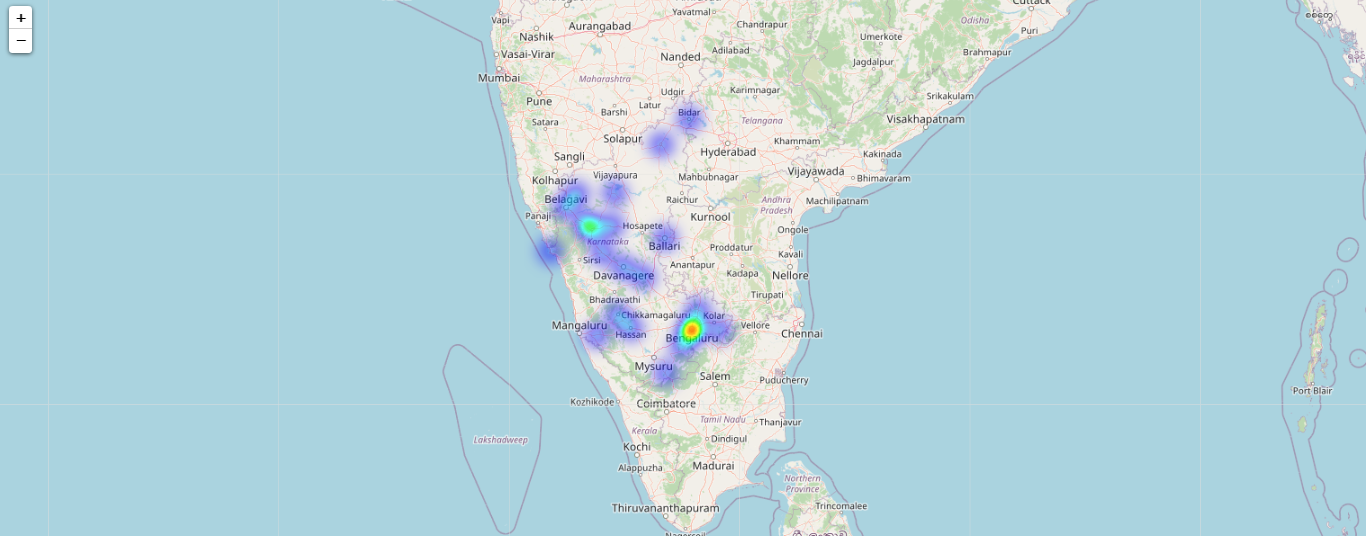 +
−
Vapi
Malegaon
Yavatmal
Chandrapur
Cuttack
Aurangabad
Odisha
Puri
Nashik
Umerkote
Vasai-Virar
Adilabad
Brahmapur
Nanded
Jagdalpur
Mumbai
Maharashtra
Udgir
Karimnagar
Srikakulam
Pune
Latur
Barshi
Bidar
Satara
Telangana
Visakhapatnam
Solapur
Khammam
Hyderabad
Kakinada
Sangli
Vijayawada
Kolhapur
Vijayapura
Mahbubnagar
Bhimavaram
Belagavi
Raichur
Andhra
Pradesh
Machilipatnam
Panaji
Kurnool
Hosapete
Ongole
Karnataka
Ballari
Proddatur
Kavali
Sirsi
Anantapur
Kadapa
Nellore
Davanagere
Tirupati
Bhadravathi
Chikkamagaluru
Kolar
Mangaluru
Vellore
Hassan
Bengaluru
Chennai
Mysuru
Salem
Puducherry
Port Blair
Kozhikode
Coimbatore
Tamil Nadu
Thanjavur
Kerala
Lakshadweep
Dindigul
Kochi
Alappuzha
Madurai
Northern
Province
Thiruvananthapuram
Trincomalee
Nagercoil